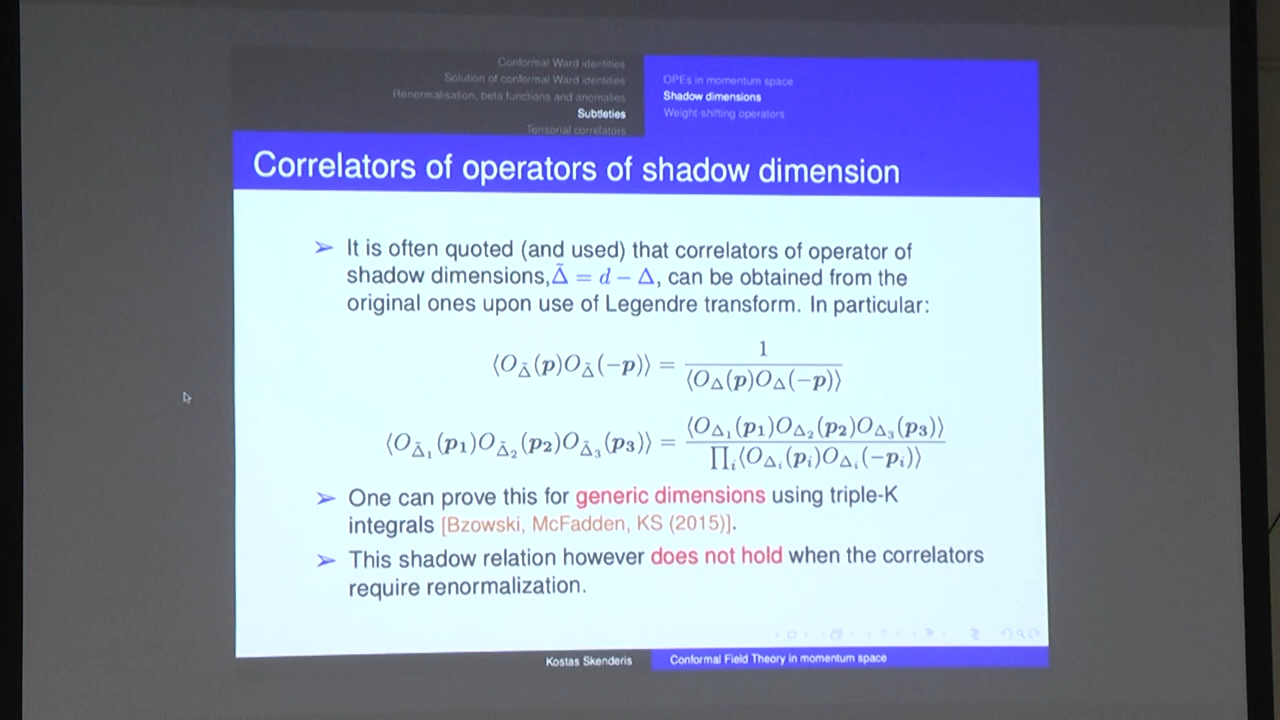 Conformal Ward identities
Solution of conformal Ward identities
Renormalisation, beta functions and anomalies
Subtleties
Tensorial correlators
OPEs in momentum space
Shadow dimensions
Weight-shifting operators
Correlators of operators of shadow dimension
➢ It is often quoted (and used) that correlators of operator of
shadow dimensions, Δ̃ = d − Δ, can be obtained from the
original ones upon use of Legendre transform. In particular:
⟨O_Δ̃(p)O_Δ̃(−p)⟩ = 1 / ⟨O_Δ(p)O_Δ(−p)⟩
⟨O_Δ̃₁(p₁)O_Δ̃₂(p₂)O_Δ̃₃(p₃)⟩ = ⟨O_Δ₁(p₁)O_Δ₂(p₂)O_Δ₃(p₃)⟩ / ∏ᵢ⟨O_Δᵢ(pᵢ)O_Δᵢ(−pᵢ)⟩
➢ One can prove this for generic dimensions using triple-K
integrals [Bzowski, McFadden, KS (2015)].
➢ This shadow relation however does not hold when the correlators
require renormalization.
Kostas Skenderis
Conformal Field Theory in momentum space